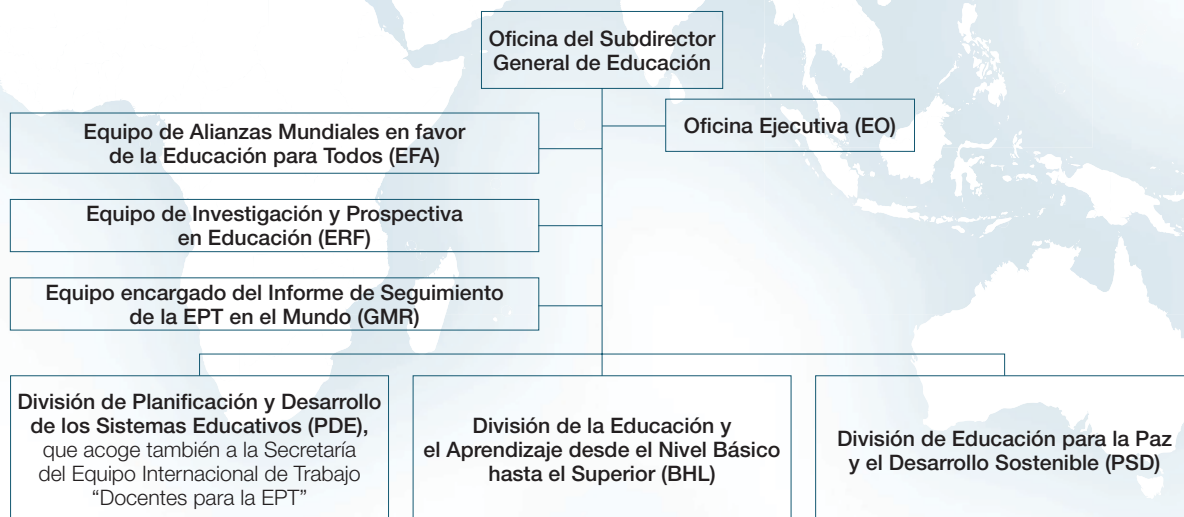 Oficina del Subdirector
General de Educación
Oficina Ejecutiva (EO)
Equipo de Alianzas Mundiales en favor
de la Educación para Todos (EFA)
Equipo de Investigación y Prospectiva
en Educación (ERF)
Equipo encargado del Informe de Seguimiento
de la EPT en el Mundo (GMR)
División de Planificación y Desarrollo
de los Sistemas Educativos (PDE),
que acoge también a la Secretaría
del Equipo Internacional de Trabajo
“Docentes para la EPT”
División de la Educación y
el Aprendizaje desde el Nivel Básico
hasta el Superior (BHL)
División de Educación para la Paz
y el Desarrollo Sostenible (PSD)